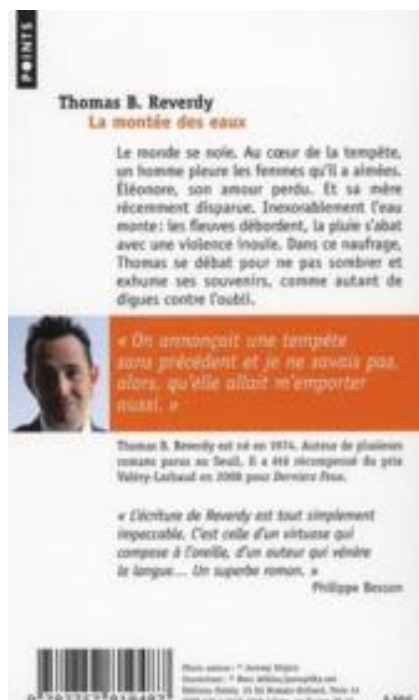 POINTS
Thomas B. Reverdy
La montée des eaux
Le monde se noie. Au cœur de la tempête,
un homme pleure les femmes qu'il a aimées.
Éléonore, son amour perdu. Et sa mère
récemment disparue. Inexorablement l'eau
monte : les fleuves débordent, la pluie s'abat
avec une violence inouïe. Dans ce naufrage,
Thomas se débat pour ne pas sombrer et
exhume ses souvenirs, comme autant de
digues contre l'oubli.
« On annonçait une tempête
sans précédent et je ne savais pas,
alors, qu'elle allait m'emporter
aussi. »
Thomas B. Reverdy est né en 1974. Auteur de plusieurs
romans parus au Seuil, il a été récompensé du prix
Valery-Larbaud en 2008 pour
« L'écriture de Reverdy est tout simplement
impeccable. C'est celle d'un virtuose qui
compose à l'oreille, d'un auteur qui vénère
la langue... Un superbe roman. »
Philippe Besson